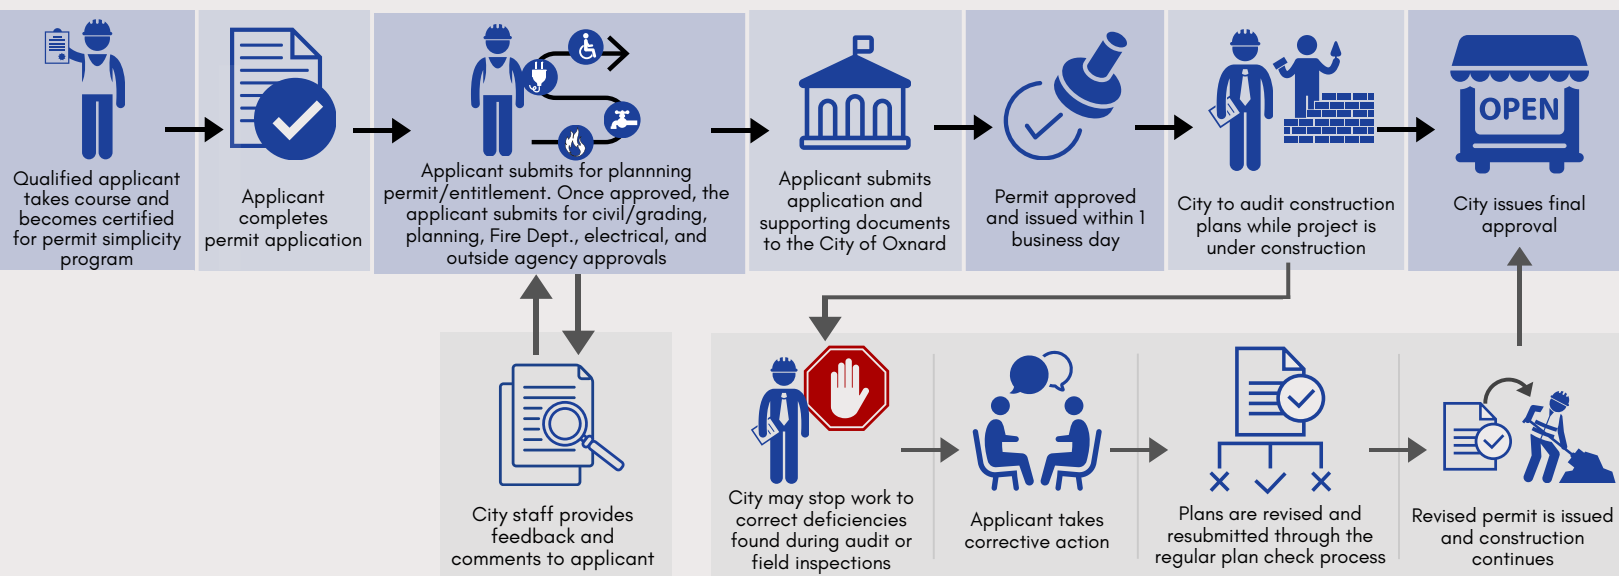 Qualified applicant
takes course and
becomes certified
for permit simplicity
program
Applicant
completes
permit application
Applicant submits for plannning
permit/entitlement. Once approved, the
applicant submits for civil/grading,
planning, Fire Dept., electrical, and
outside agency approvals
Applicant submits
application and
supporting documents
to the City of Oxnard
Permit approved
and issued within 1
business day
City to audit construction
plans while project is
under construction
OPEN
City issues final
approval
City staff provides
feedback and
comments to applicant
City may stop work to
correct deficiencies
found during audit or
field inspections
Applicant takes
corrective action
Plans are revised and
resubmitted through the
regular plan check process
Revised permit is issued
and construction
continues